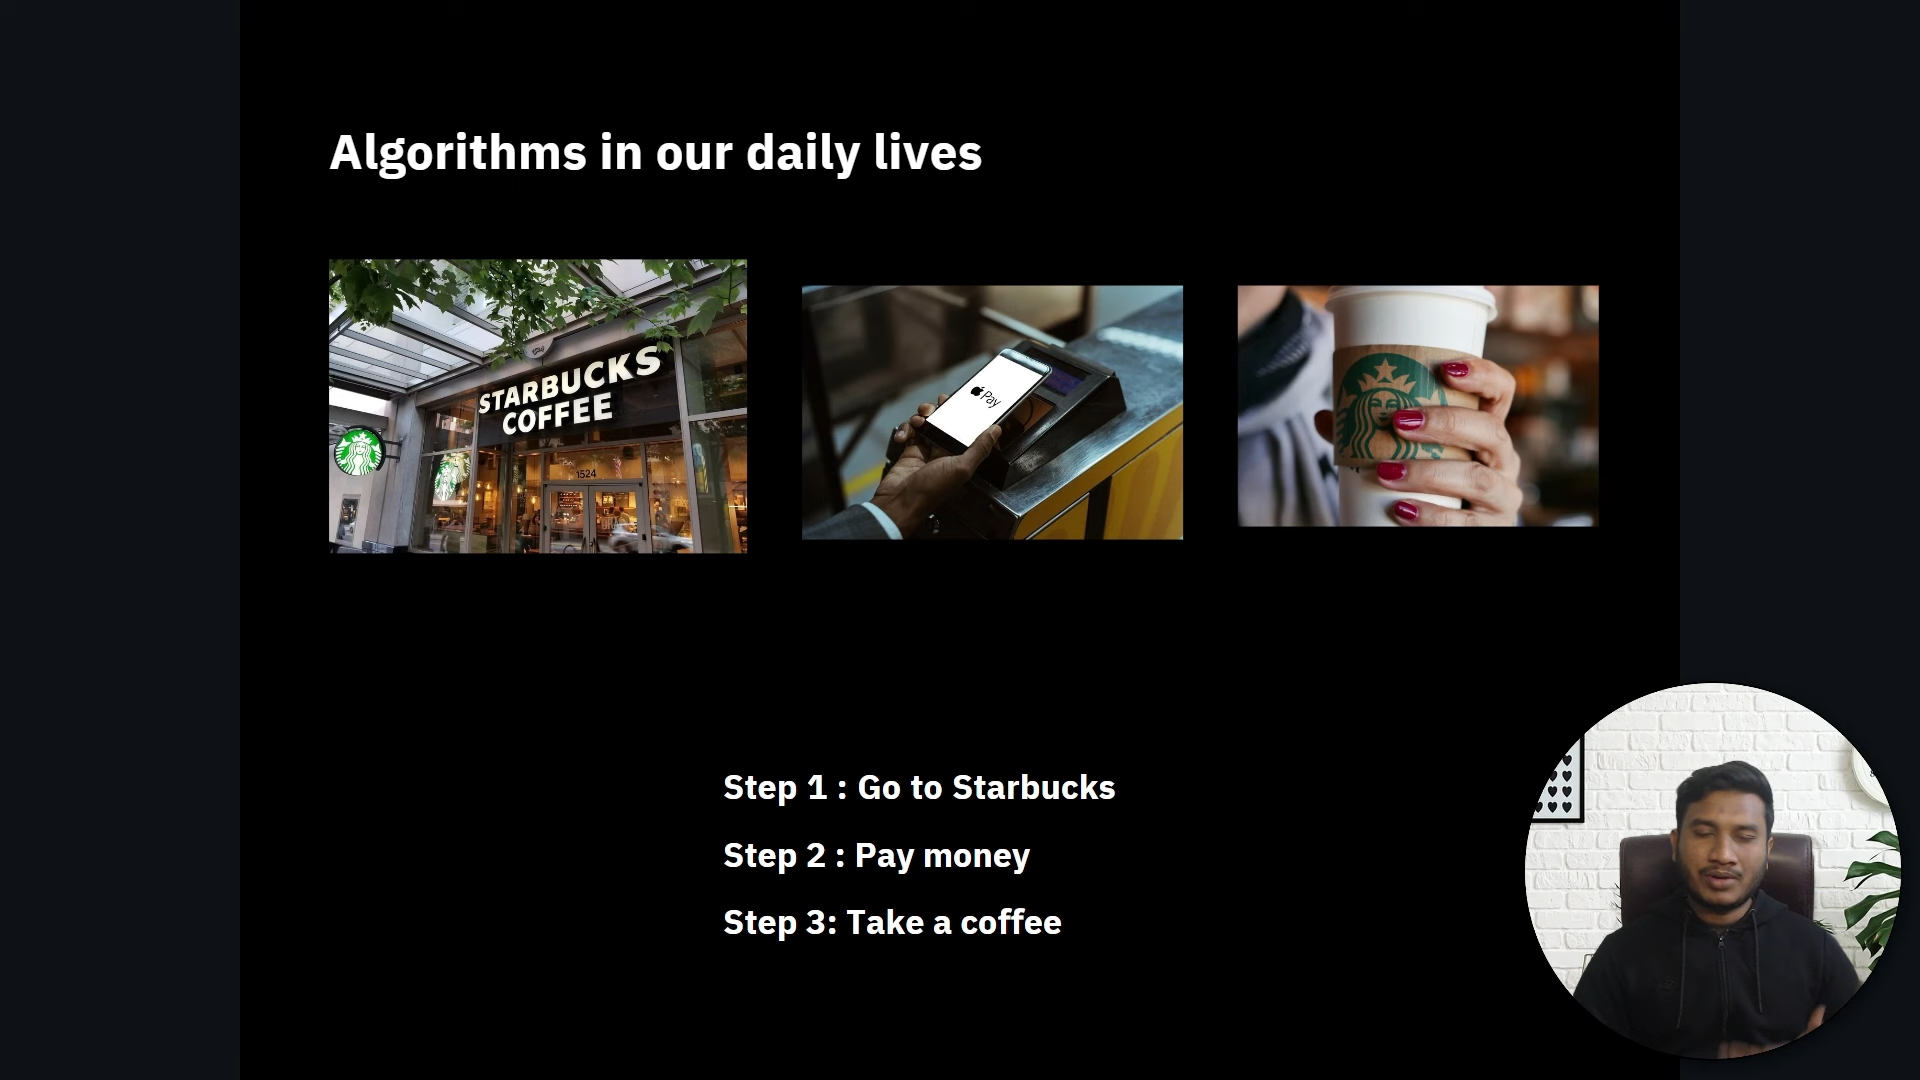 Algorithms in our daily lives
STARBUCKS
COFFEE
1524
Pay
Step 1 : Go to Starbucks
Step 2 : Pay money
Step 3: Take a coffee